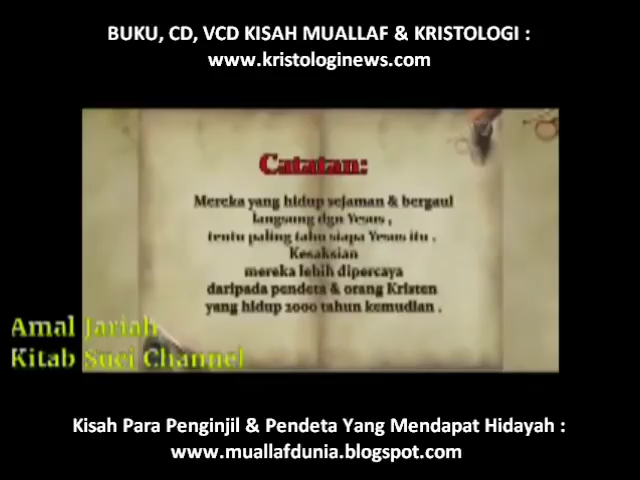 BUKU, CD, VCD KISAH MUALLAF & KRISTOLOGI :
www.kristologinews.com
Catatan:
Mereka yang hidup sejaman & bergaul
langsung dgn Yesus ,
tentu paling tahu siapa Yesus itu .
Kesaksian
mereka lebih dipercaya
daripada pendeta & orang Kristen
yang hidup 2000 tahun kemudian .
Amal Jariah
Kitab Suci Channel
Kisah Para Penginjil & Pendeta Yang Mendapat Hidayah :
www.muallafdunia.blogspot.com